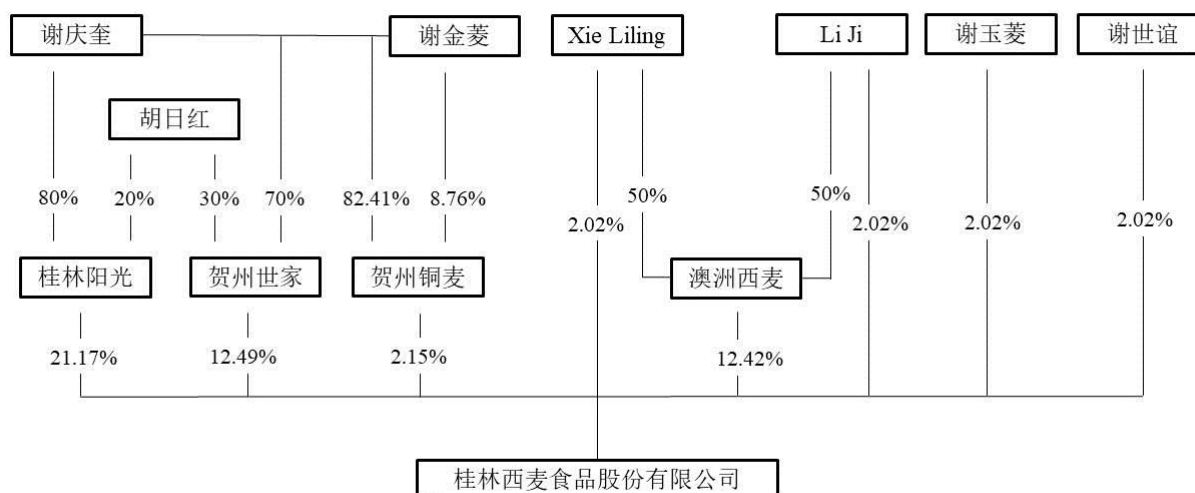 谢庆奎
谢金菱
Xie Liling
Li Ji
谢玉菱
谢世谊
胡日红
80%
20%
30%
70%
82.41%
8.76%
2.02%
50%
50%
2.02%
2.02%
2.02%
桂林阳光
贺州世家
贺州铜麦
澳洲西麦
21.17%
12.49%
2.15%
12.42%
桂林西麦食品股份有限公司